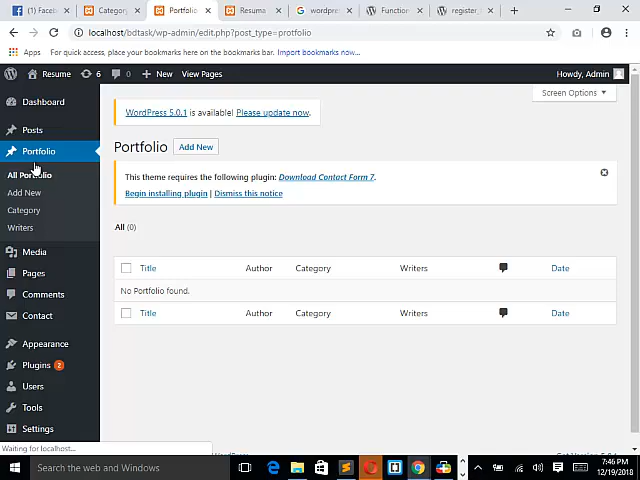 (1) Faceb
Categor
Portfolio
Resuma
wordpres
Function
register_
localhost/bdtask/wp-admin/edit.php?post_type=protfolio
Apps
For quick access, place your bookmarks here on the bookmarks bar. Import bookmarks now...
Resume
6
0
New
View Pages
Howdy, Admin
Screen Options
Dashboard
Posts
Portfolio
All Portfolio
Add New
Category
Writers
Media
Pages
Comments
Contact
Appearance
Plugins 2
Users
Tools
Settings
WordPress 5.0.1 is available! Please update now.
Portfolio
Add New
This theme requires the following plugin: Download Contact Form 7.
Begin installing plugin | Dismiss this notice
All (0)
Title
Author
Category
Writers
Date
No Portfolio found.
Title
Author
Category
Writers
Date
Waiting for localhost...
Search the web and Windows
7:46 PM
12/19/2018